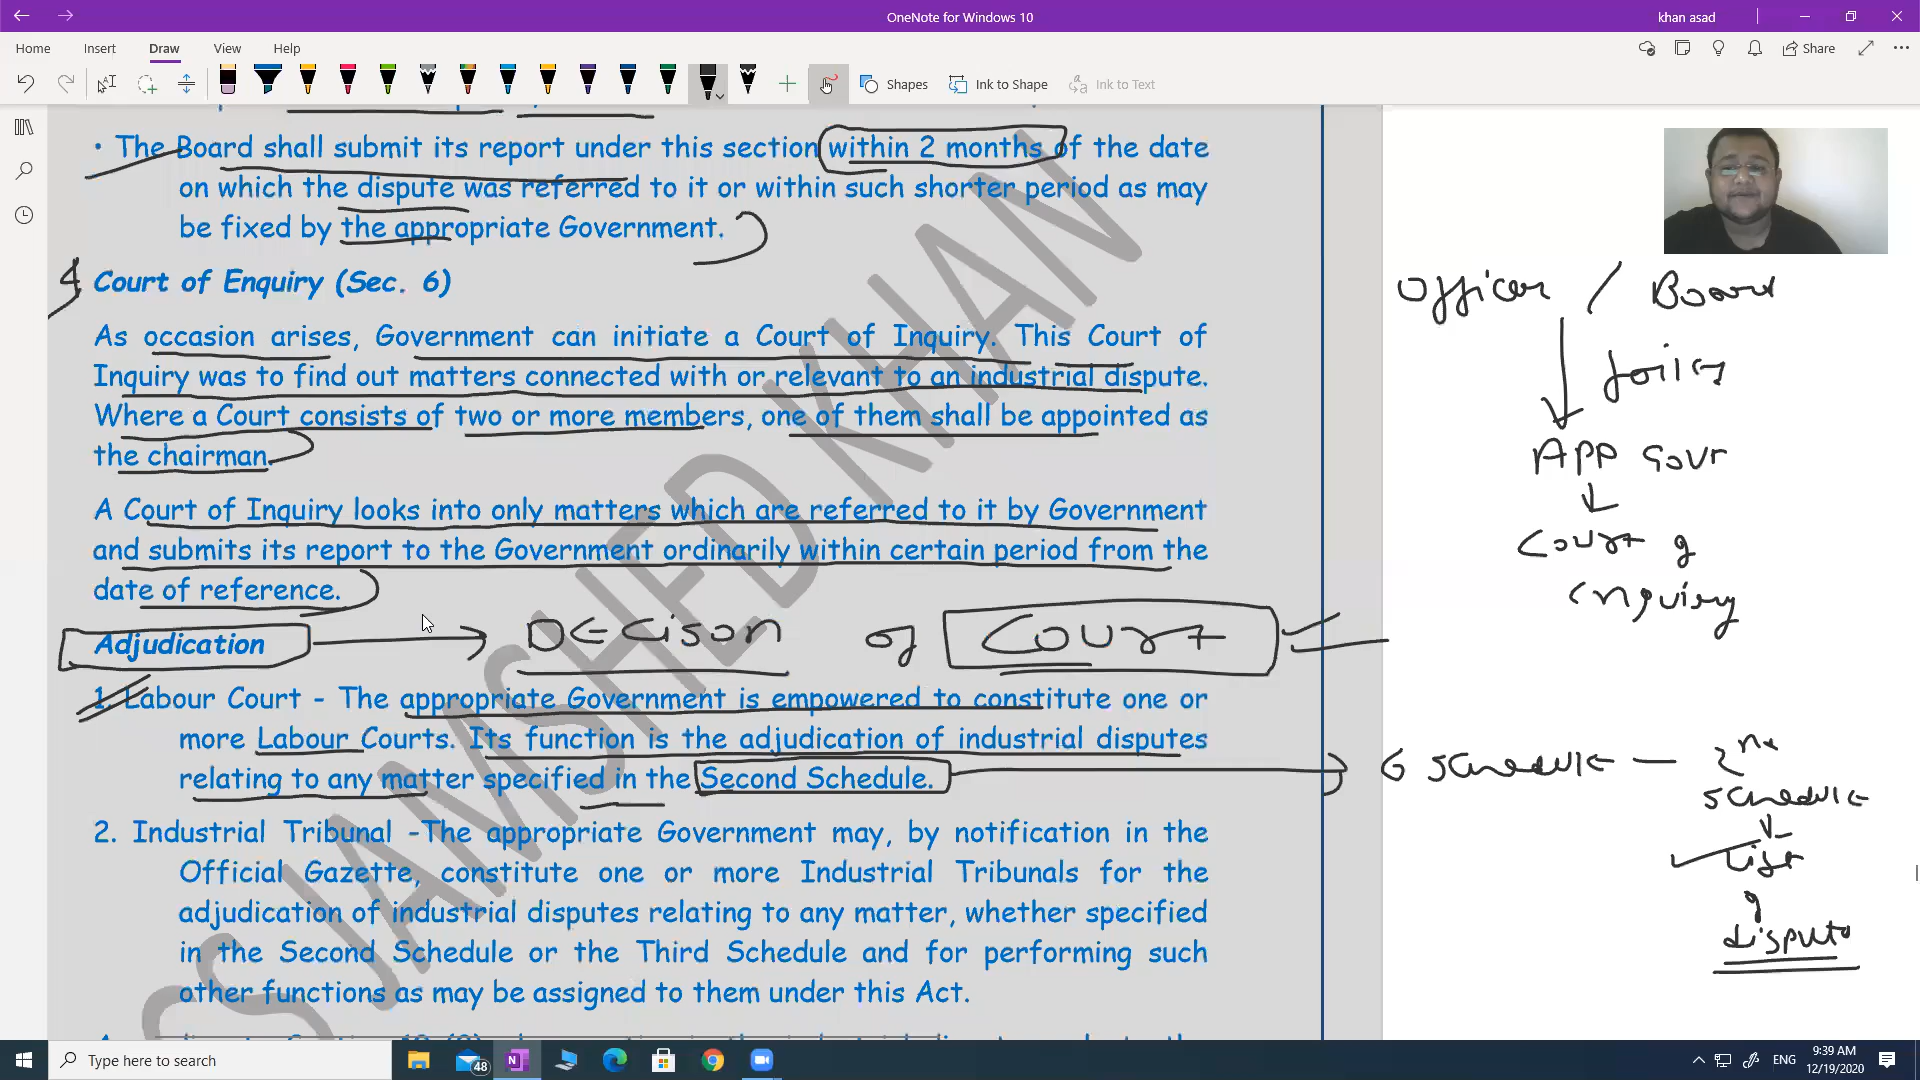 OneNote for Windows 10
khan asad
Home Insert Draw View Help
Share
Shapes
Ink to Shape
Ink to Text
• The Board shall submit its report under this section within 2 months of the date
on which the dispute was referred to it or within such shorter period as may
be fixed by the appropriate Government.
4
Court of Enquiry (Sec. 6)
As occasion arises, Government can initiate a Court of Inquiry. This Court of
Inquiry was to find out matters connected with or relevant to an industrial dispute.
Where a Court consists of two or more members, one of them shall be appointed as
the chairman.
A Court of Inquiry looks into only matters which are referred to it by Government
and submits its report to the Government ordinarily within certain period from the
date of reference.
Adjudication
DECison of Court
1. Labour Court - The appropriate Government is empowered to constitute one or
more Labour Courts. Its function is the adjudication of industrial disputes
relating to any matter specified in the Second Schedule.
2. Industrial Tribunal -The appropriate Government may, by notification in the
Official Gazette, constitute one or more Industrial Tribunals for the
adjudication of industrial disputes relating to any matter, whether specified
in the Second Schedule or the Third Schedule and for performing such
other functions as may be assigned to them under this Act.
SS JAMSHED KHAN
Officer / Board
APP Govr
Court
Enquiry
6 Schedule — 2nd
Schedule
List
dispute
Type here to search
48
ENG
9:39 AM
12/19/2020